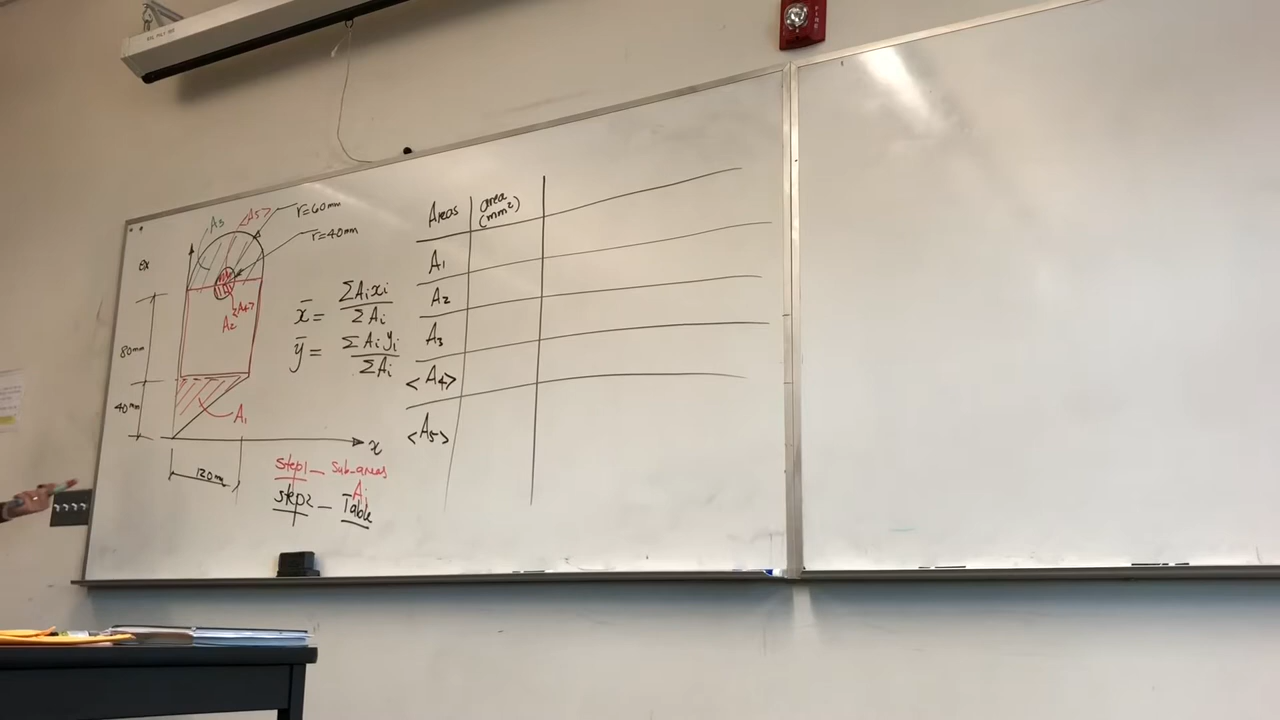 A3 <A5> r=60mm
r=40mm
ex
<A4>
A2
80mm
40mm
A1
x
120mm
x̄ = ΣAixi / ΣAi
ȳ = ΣAiyi / ΣAi
step1 – sub-areas
Ai
step2 – Table
Areas area (mm²)
A1
A2
A3
<A4>
<A5>
FIRE